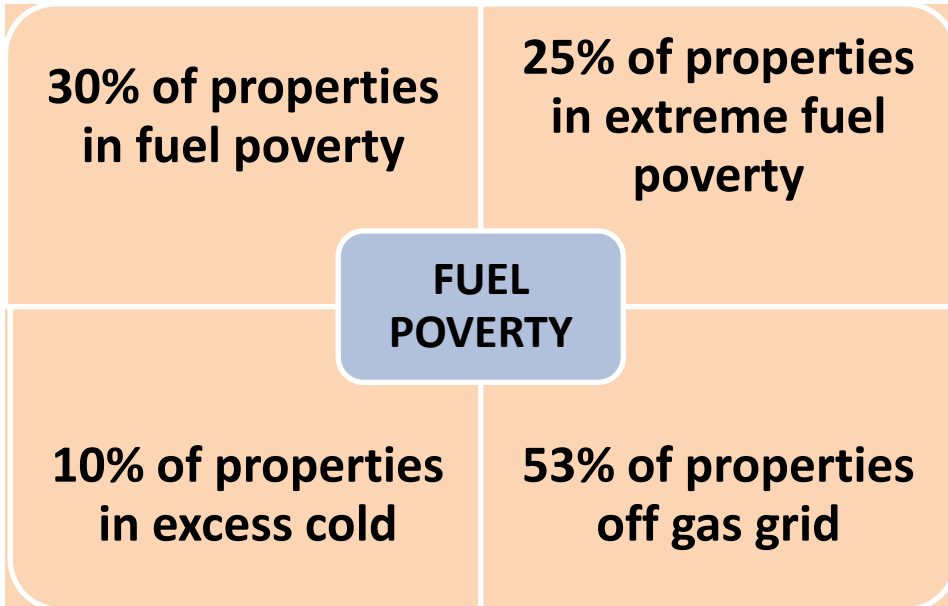 30% of properties
in fuel poverty
25% of properties
in extreme fuel
poverty
FUEL
POVERTY
10% of properties
in excess cold
53% of properties
off gas grid